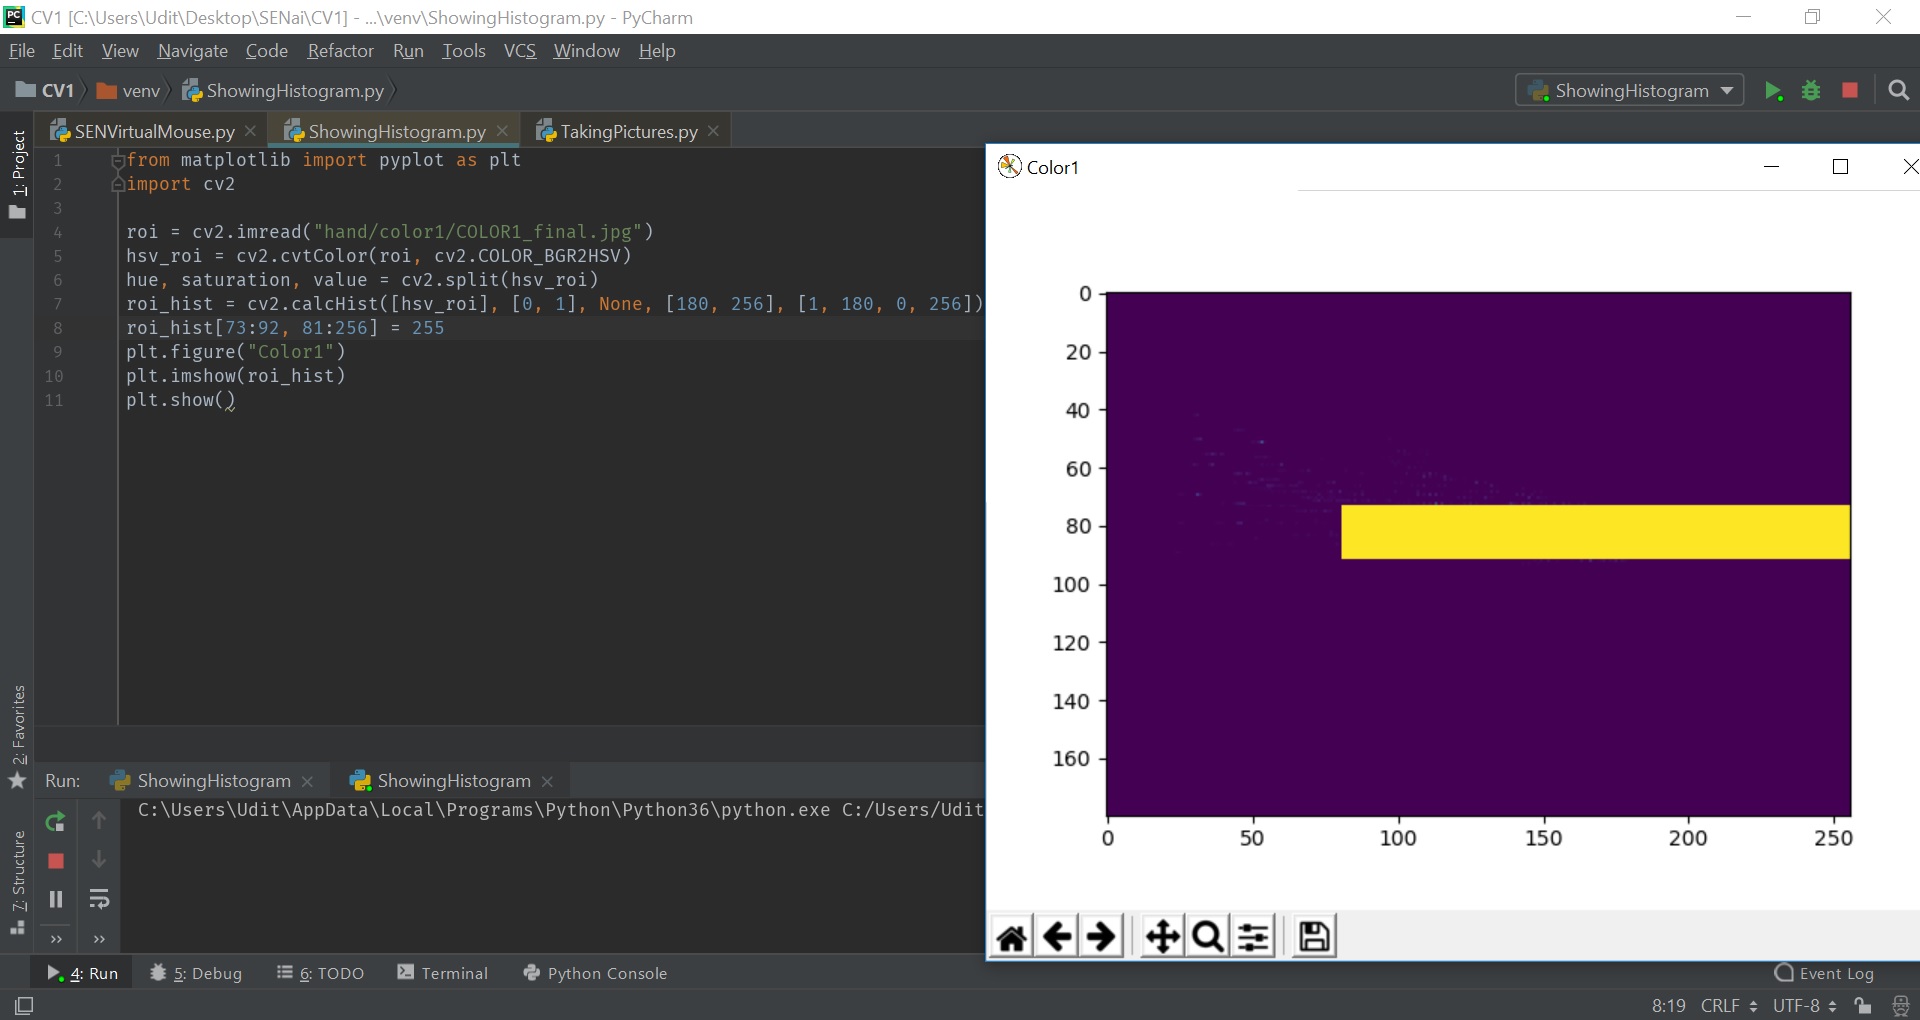 CV1 [C:\Users\Udit\Desktop\SENai\CV1] - ...\venv\ShowingHistogram.py - PyCharm
File Edit View Navigate Code Refactor Run Tools VCS Window Help
CV1 venv ShowingHistogram.py
ShowingHistogram
SENVirtualMouse.py ShowingHistogram.py TakingPictures.py
1: Project
1 from matplotlib import pyplot as plt
2 import cv2
3
4 roi = cv2.imread("hand/color1/COLOR1_final.jpg")
5 hsv_roi = cv2.cvtColor(roi, cv2.COLOR_BGR2HSV)
6 hue, saturation, value = cv2.split(hsv_roi)
7 roi_hist = cv2.calcHist([hsv_roi], [0, 1], None, [180, 256], [1, 180, 0, 256])
8 roi_hist[73:92, 81:256] = 255
9 plt.figure("Color1")
10 plt.imshow(roi_hist)
11 plt.show()
Color1
0
20
40
60
80
100
120
140
160
0 50 100 150 200 250
2: Favorites
7: Structure
Run: ShowingHistogram ShowingHistogram
C:\Users\Udit\AppData\Local\Programs\Python\Python36\python.exe C:/Users/Udit
4: Run 5: Debug 6: TODO Terminal Python Console
Event Log
8:19 CRLF UTF-8